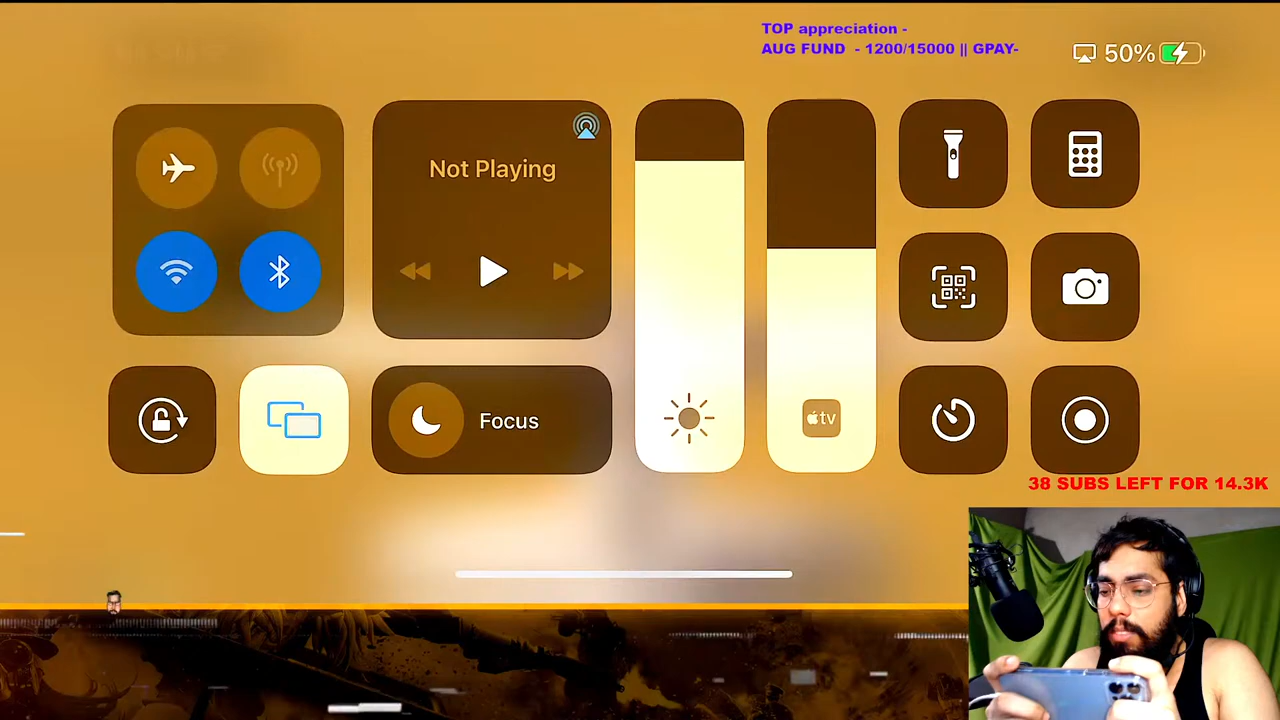 TOP appreciation -
AUG FUND - 1200/15000 || GPAY-
50%
Not Playing
Focus
tv
38 SUBS LEFT FOR 14.3K